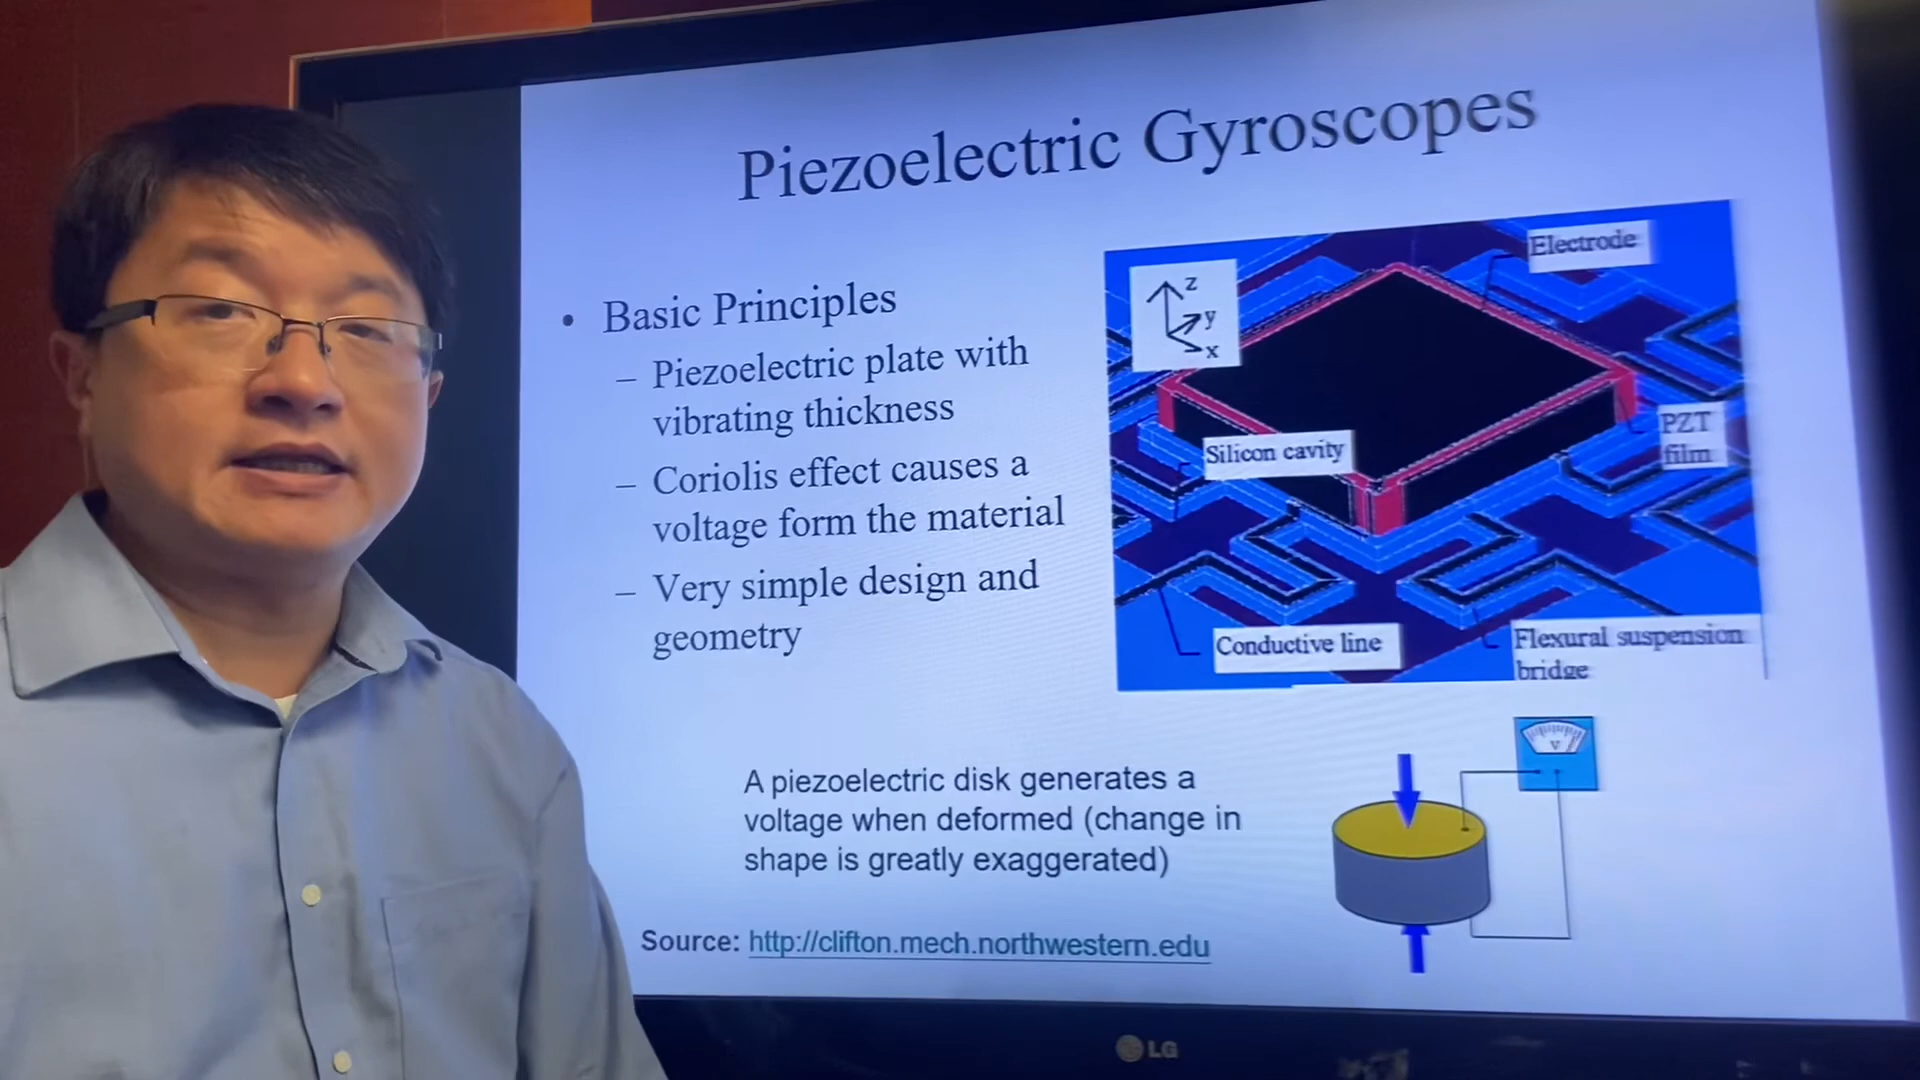 Piezoelectric Gyroscopes
• Basic Principles
– Piezoelectric plate with
vibrating thickness
– Coriolis effect causes a
voltage form the material
– Very simple design and
geometry
z
y
x
Electrode
PZT
film
Silicon cavity
Conductive line
Flexural suspension
bridge
V
A piezoelectric disk generates a
voltage when deformed (change in
shape is greatly exaggerated)
Source: http://clifton.mech.northwestern.edu
LG